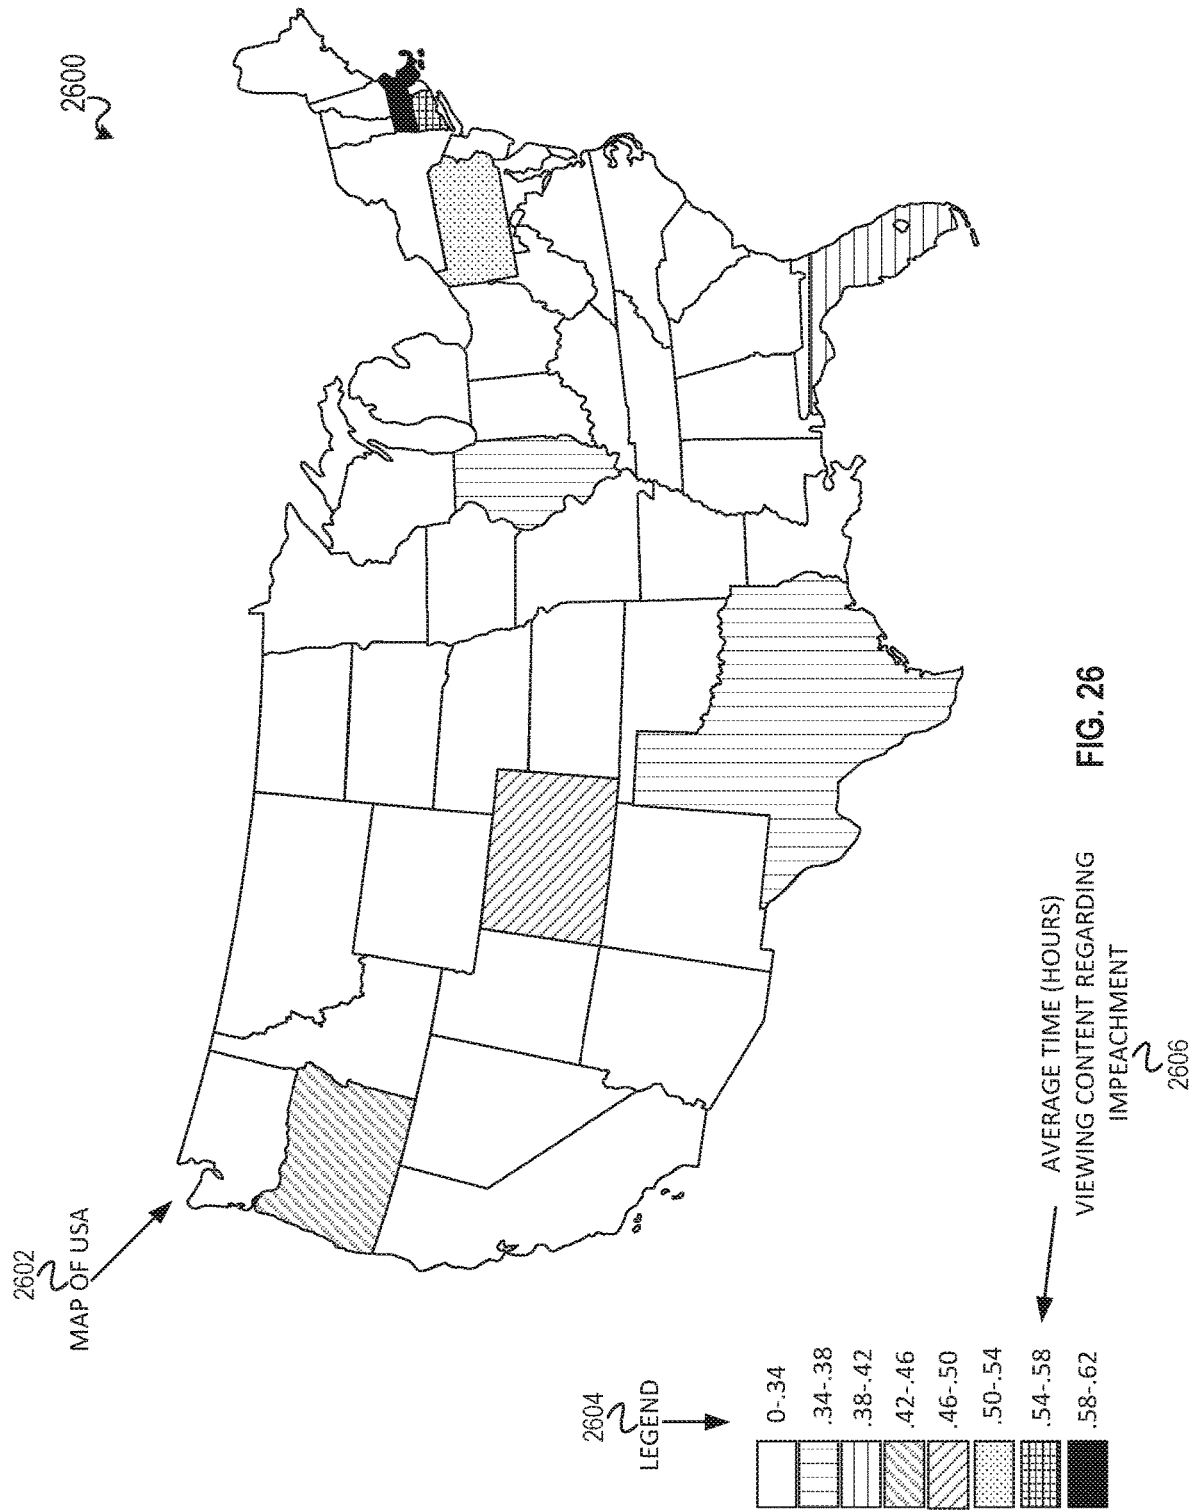 2600
2602
MAP OF USA
2604
LEGEND
0-.34
.34-.38
.38-.42
.42-.46
.46-.50
.50-.54
.54-.58
.58-.62
AVERAGE TIME (HOURS)
VIEWING CONTENT REGARDING
IMPEACHMENT
2606
FIG. 26